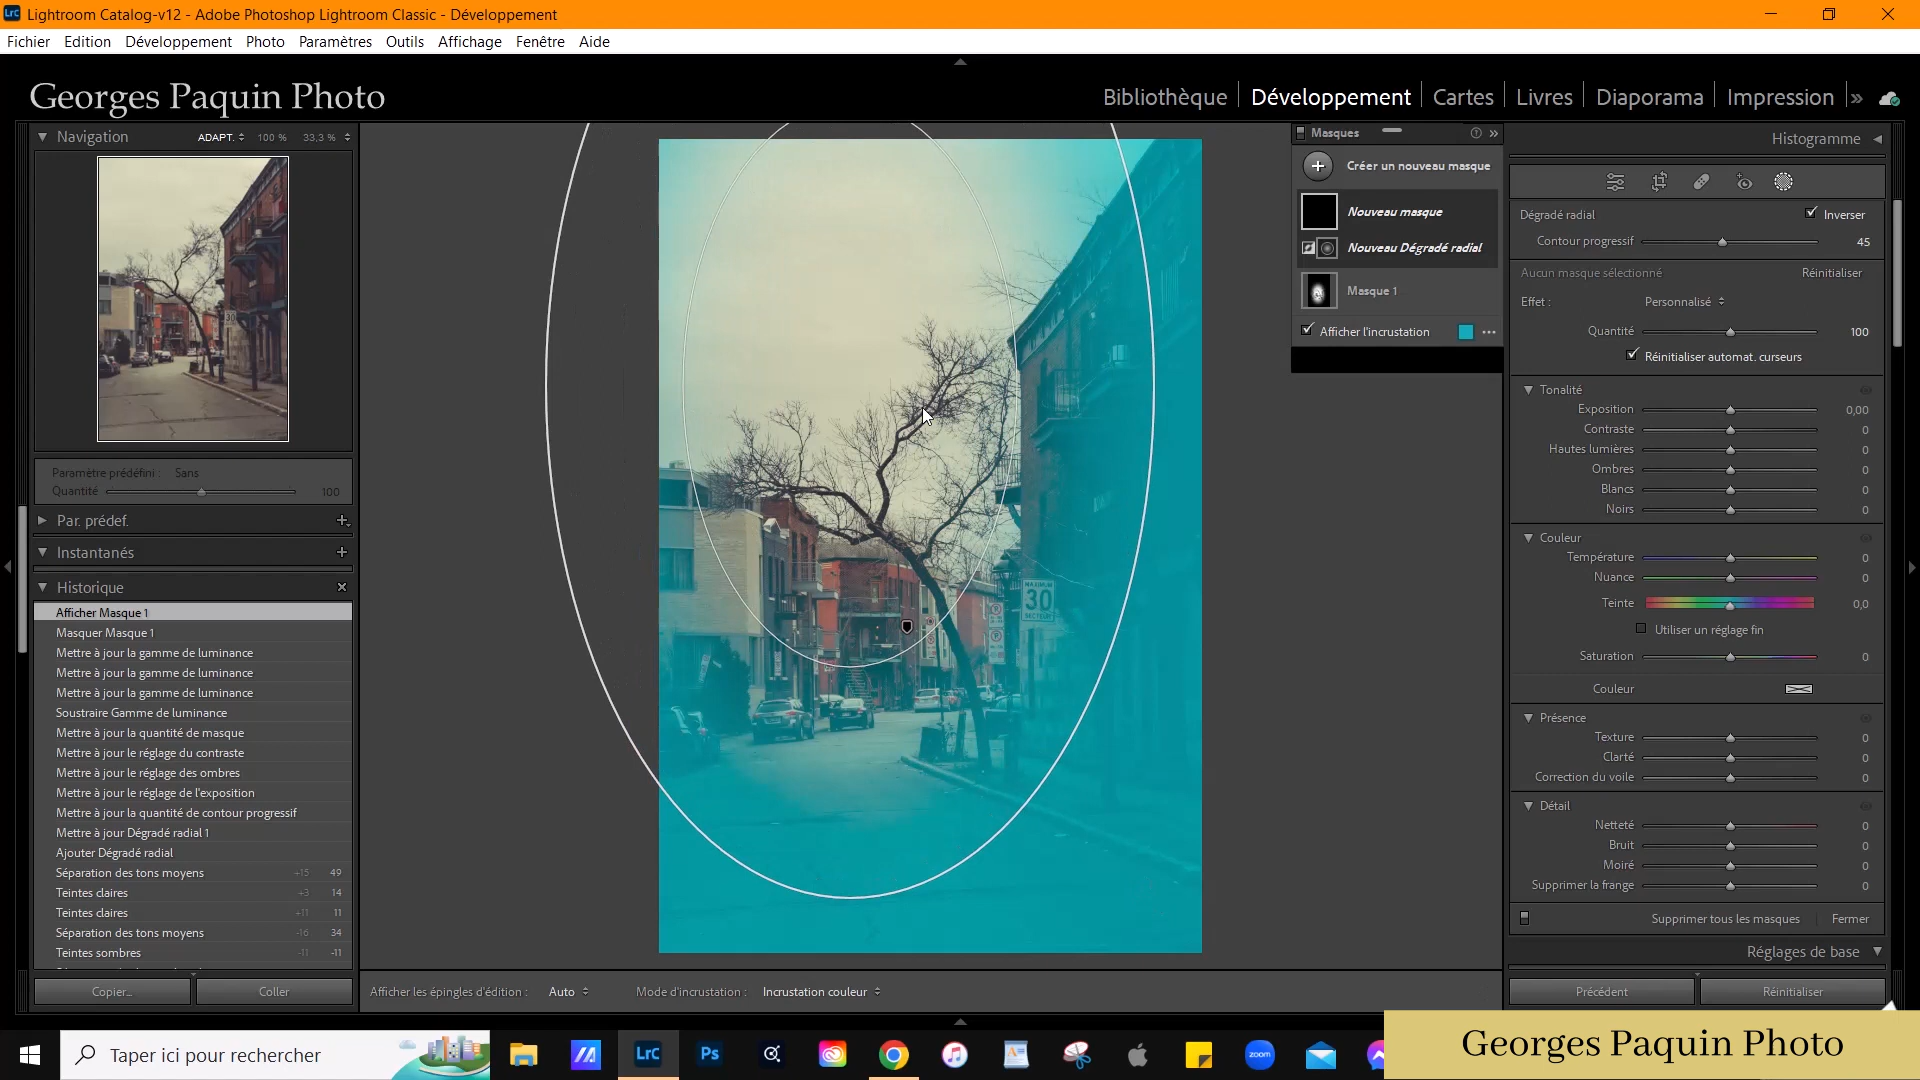 Lightroom Catalog-v12 - Adobe Photoshop Lightroom Classic - Développement
Fichier Edition Développement Photo Paramètres Outils Affichage Fenêtre Aide
Georges Paquin Photo
Bibliothèque Développement Cartes Livres Diaporama Impression »
Navigation ADAPT. 100 % 33,3 %
Paramètre prédéfini : Sans
Quantité 100
Par. prédef.
Instantanés
Historique
Afficher Masque 1
Masquer Masque 1
Mettre à jour la gamme de luminance
Mettre à jour la gamme de luminance
Mettre à jour la gamme de luminance
Soustraire Gamme de luminance
Mettre à jour la quantité de masque
Mettre à jour le réglage du contraste
Mettre à jour le réglage des ombres
Mettre à jour le réglage de l'exposition
Mettre à jour la quantité de contour progressif
Mettre à jour Dégradé radial 1
Ajouter Dégradé radial
Séparation des tons moyens +15 49
Teintes claires +3 14
Teintes claires +11 11
Séparation des tons moyens -16 34
Teintes sombres -11 -11
Copier... Coller
MAXIMUM
30
SECTEUR
Afficher les épingles d'édition : Auto Mode d'incrustation : Incrustation couleur
Masques
Créer un nouveau masque
Nouveau masque
Nouveau Dégradé radial
Masque 1
Afficher l'incrustation
Histogramme
Dégradé radial Inverser
Contour progressif 45
Aucun masque sélectionné Réinitialiser
Effet : Personnalisé
Quantité 100
Réinitialiser automat. curseurs
Tonalité
Exposition 0,00
Contraste 0
Hautes lumières 0
Ombres 0
Blancs 0
Noirs 0
Couleur
Température 0
Nuance 0
Teinte 0,0
Utiliser un réglage fin
Saturation 0
Couleur
Présence
Texture 0
Clarté 0
Correction du voile 0
Détail
Netteté 0
Bruit 0
Moiré 0
Supprimer la frange 0
Supprimer tous les masques Fermer
Réglages de base
Précédent Réinitialiser
Taper ici pour rechercher
LrC Ps zoom
Georges Paquin Photo